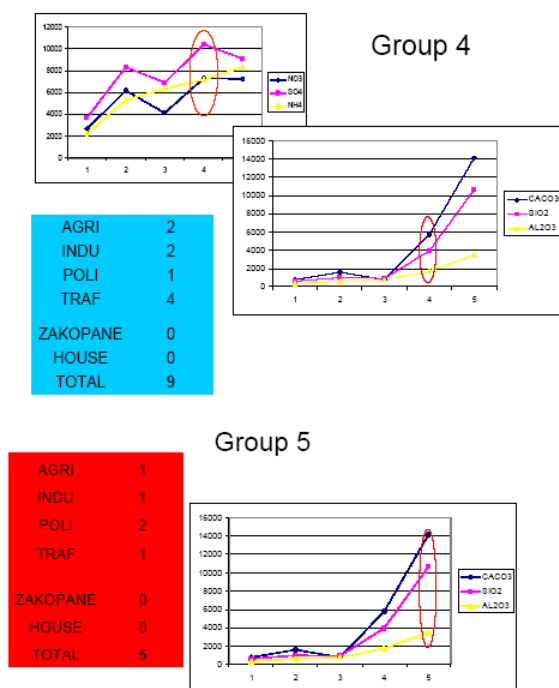 Group 4
12000
10000
8000
6000
4000
2000
0
1 2 3 4
NO3
SO4
NH4
16000
14000
12000
10000
8000
6000
4000
2000
0
1 2 3 4 5
CACO3
SIO2
AL2O3
AGRI 2
INDU 2
POLI 1
TRAF 4
ZAKOPANE 0
HOUSE 0
TOTAL 9
Group 5
AGRI 1
INDU 1
POLI 2
TRAF 1
ZAKOPANE 0
HOUSE 0
TOTAL 5
16000
14000
12000
10000
8000
6000
4000
2000
0
1 2 3 4 5
CACO3
SIO2
AL2O3